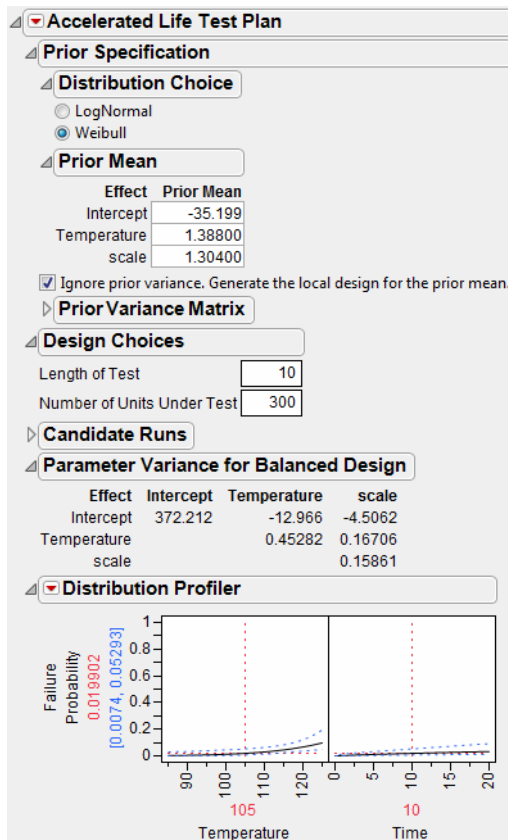 Accelerated Life Test Plan
Prior Specification
Distribution Choice
LogNormal
Weibull
Prior Mean
Effect Prior Mean
Intercept -35.199
Temperature 1.38800
scale 1.30400
Ignore prior variance. Generate the local design for the prior mean.
Prior Variance Matrix
Design Choices
Length of Test 10
Number of Units Under Test 300
Candidate Runs
Parameter Variance for Balanced Design
Effect Intercept Temperature scale
Intercept 372.212 -12.966 -4.5062
Temperature 0.45282 0.16706
scale 0.15861
Distribution Profiler
Failure
Probability
0.019902
[0.0074, 0.05293]
1
0.8
0.6
0.4
0.2
0
90 100 110 120 0 5 10 15 20
105 10
Temperature Time